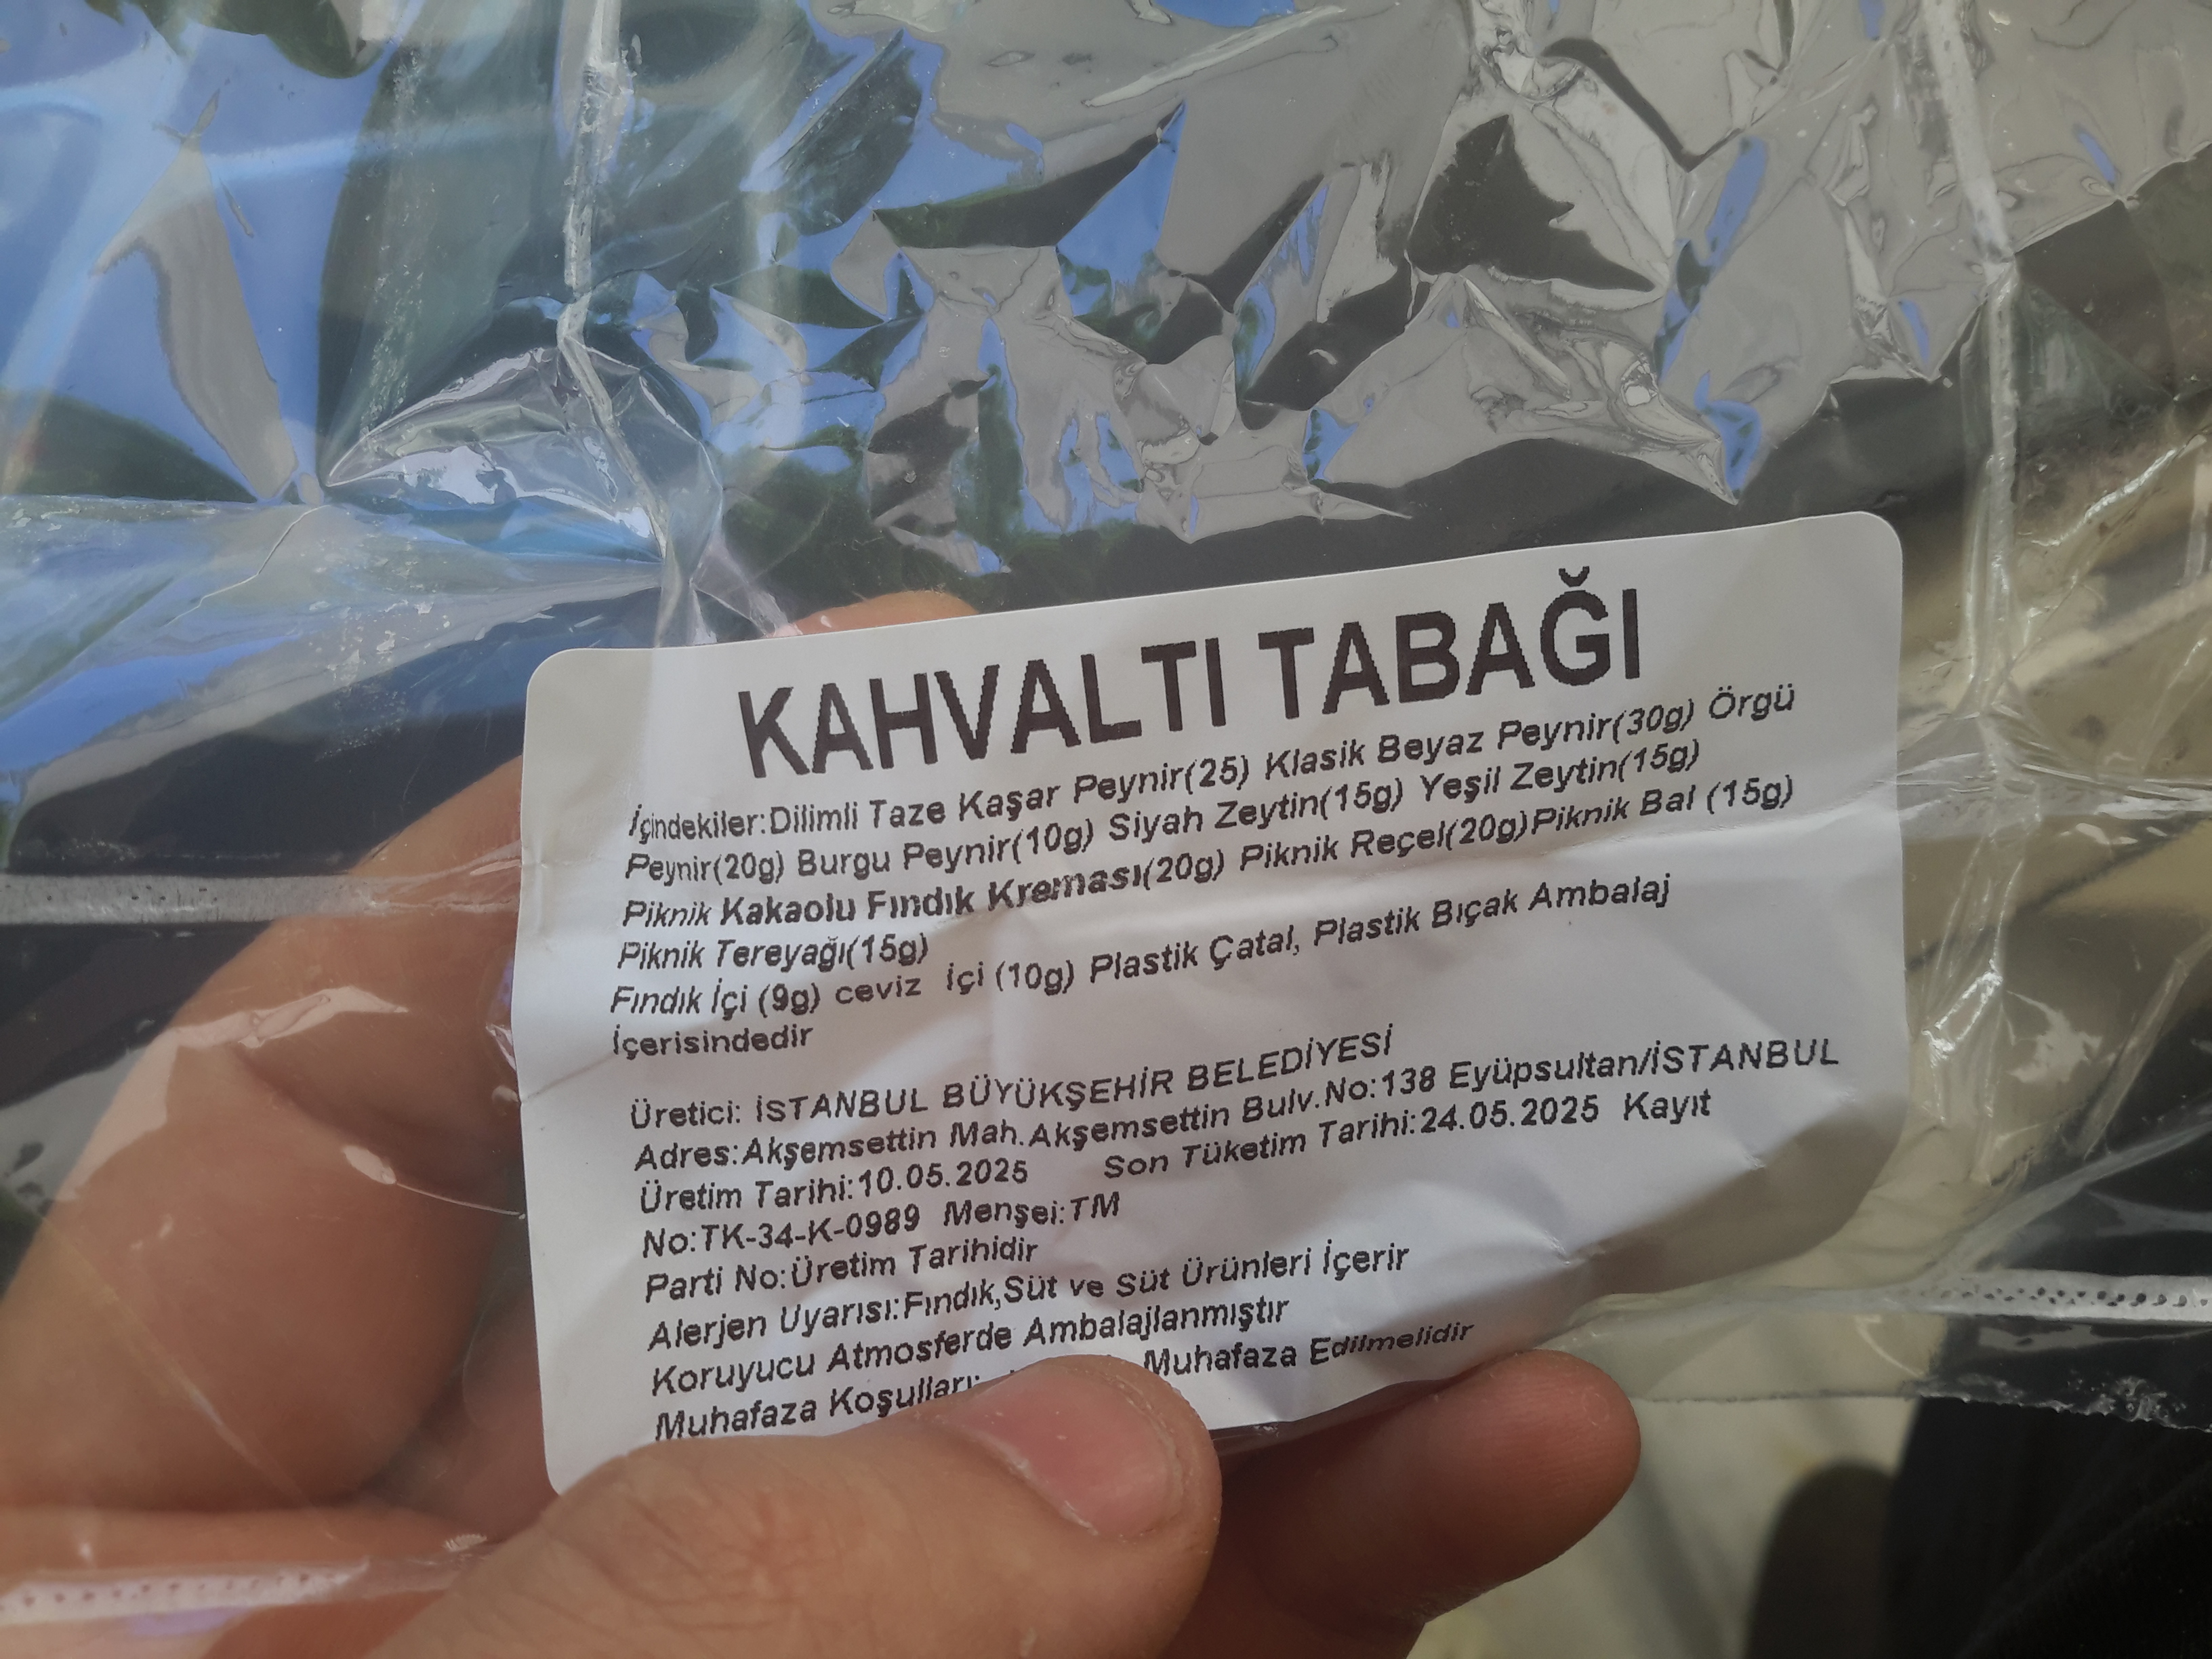 KAHVALTI TABAĞI
İçindekiler:Dilimli Taze Kaşar Peynir(25) Klasik Beyaz Peynir(30g) Örgü
Peynir(20g) Burgu Peynir(10g) Siyah Zeytin(15g) Yeşil Zeytin(15g)
Piknik Kakaolu Fındık Kreması(20g) Piknik Reçel(20g)Piknik Bal (15g)
Piknik Tereyağı(15g)
Fındık İçi (9g) ceviz İçi (10g) Plastik Çatal, Plastik Bıçak Ambalaj
İçerisindedir
Üretici: İSTANBUL BÜYÜKŞEHİR BELEDİYESİ
Adres:Akşemsettin Mah.Akşemsettin Bulv.No:138 Eyüpsultan/İSTANBUL
Üretim Tarihi:10.05.2025 Son Tüketim Tarihi:24.05.2025 Kayıt
No:TK-34-K-0989 Menşei:TM
Parti No:Üretim Tarihidir
Alerjen Uyarısı:Fındık,Süt ve Süt Ürünleri İçerir
Koruyucu Atmosferde Ambalajlanmıştır
Muhafaza Koşulları: Muhafaza Edilmelidir